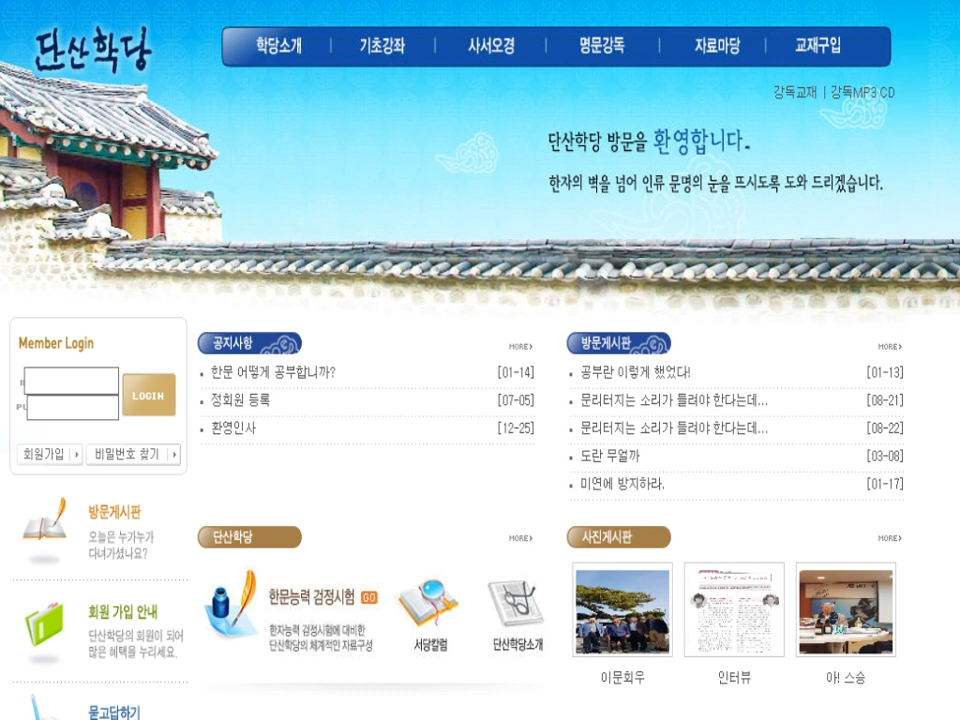 단산학당
학당소개 | 기초강좌 | 사서오경 | 명문강독 | 자료마당 | 교재구입
강독교재 | 강독MP3 CD
단산학당 방문을 환영합니다.
한자의 벽을 넘어 인류 문명의 눈을 뜨시도록 도와 드리겠습니다.
Member Login
LOGIN
회원가입
비밀번호 찾기
공지사항
MORE
한문 어떻게 공부합니까? [01-14]
정회원 등록 [07-05]
환영인사 [12-25]
방문게시판
MORE
공부란 이렇게 했었다! [01-13]
문리터지는 소리가 들려야 한다는데... [08-21]
문리터지는 소리가 들려야 한다는데... [08-22]
도란 무얼까 [03-08]
미연에 방지하라. [01-17]
방문게시판
오늘은 누가누가
다녀가셨나요?
회원 가입 안내
단산학당의 회원이 되어
많은 혜택을 누리세요.
묻고답하기
단산학당
MORE
한문능력 검정시험 GO
한자능력 검정시험에 대비한
단산학당의 체계적인 자료구성
서당칼럼
단산학당소개
사진게시판
MORE
이문회우
인터뷰
아! 스승